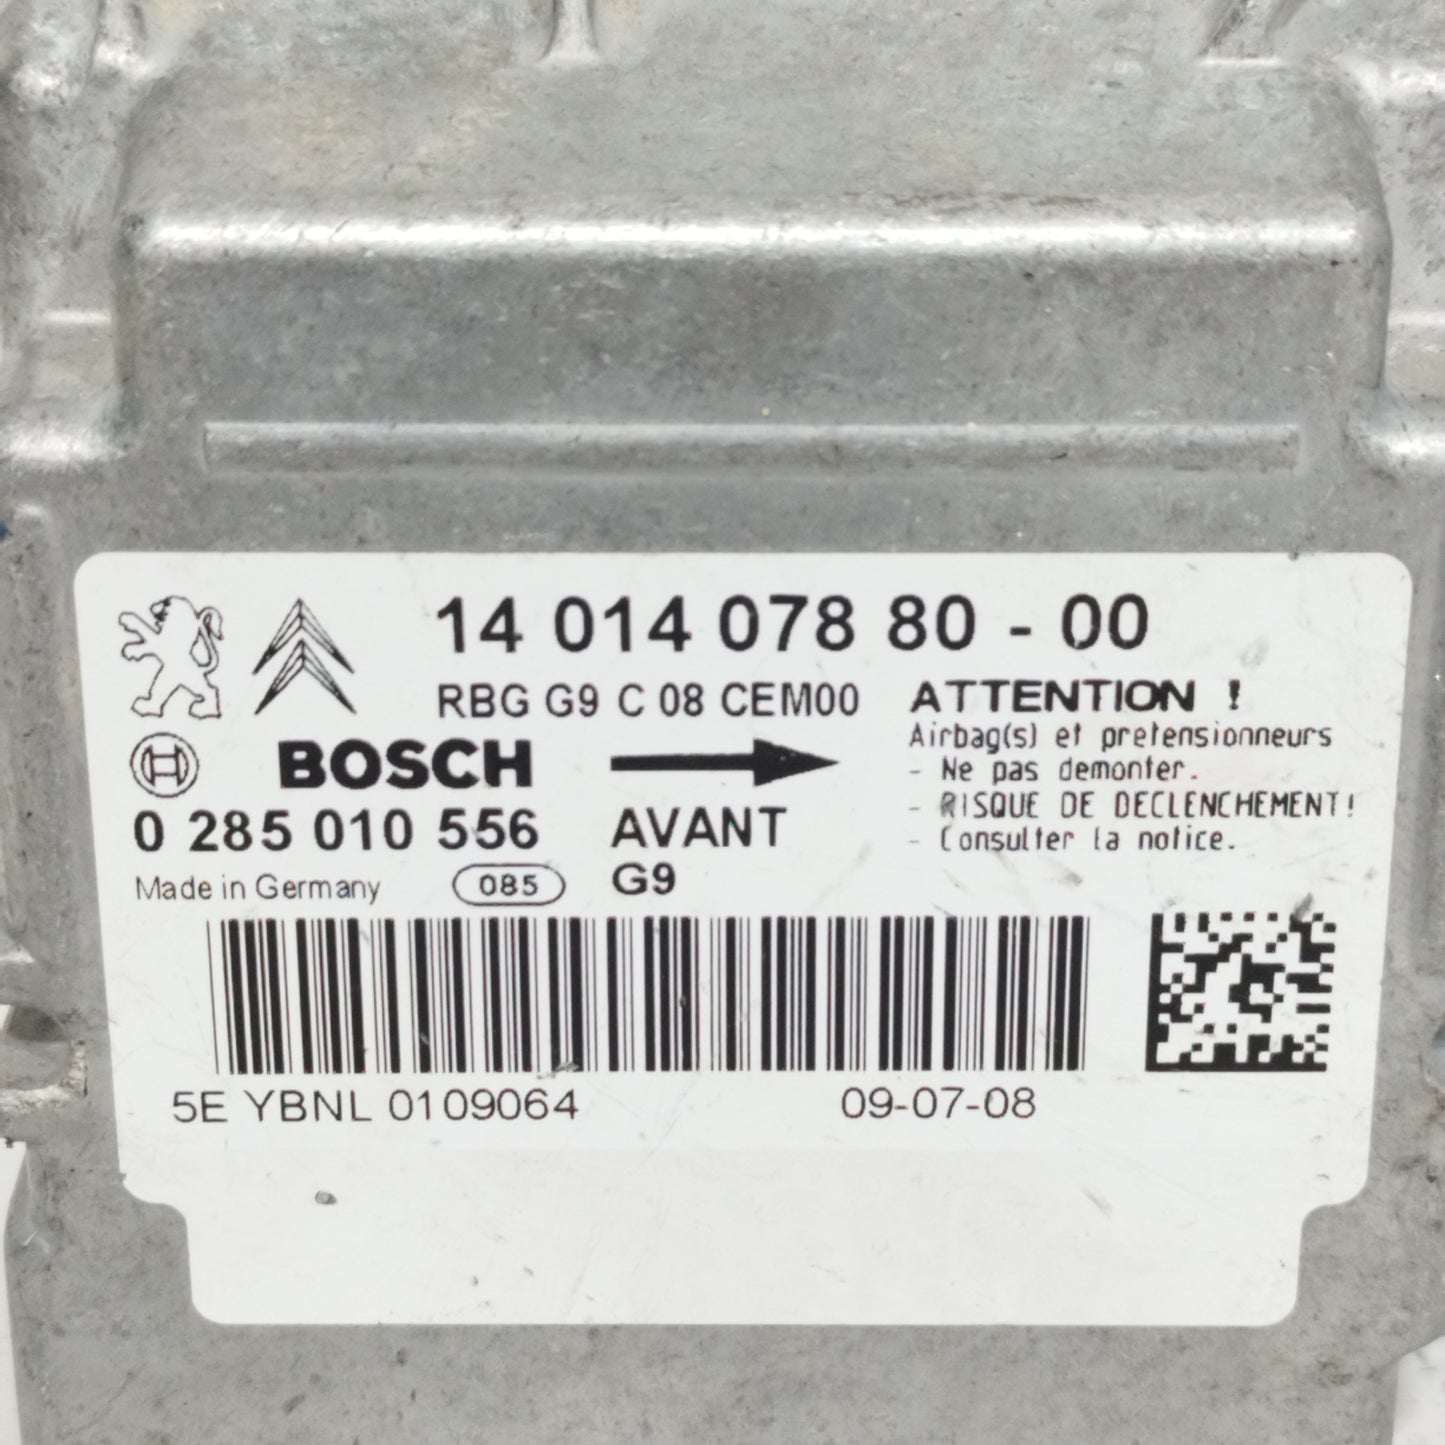 14 014 078 80 - 00
RBG G9 C 08 CEM00
ATTENTION !
Airbag(s) et pretensionneurs
- Ne pas demonter.
- RISQUE DE DECLENCHEMENT!
- Consulter la notice.
BOSCH
0 285 010 556
AVANT
Made in Germany
085
G9
5E YBNL 0109064
09-07-08